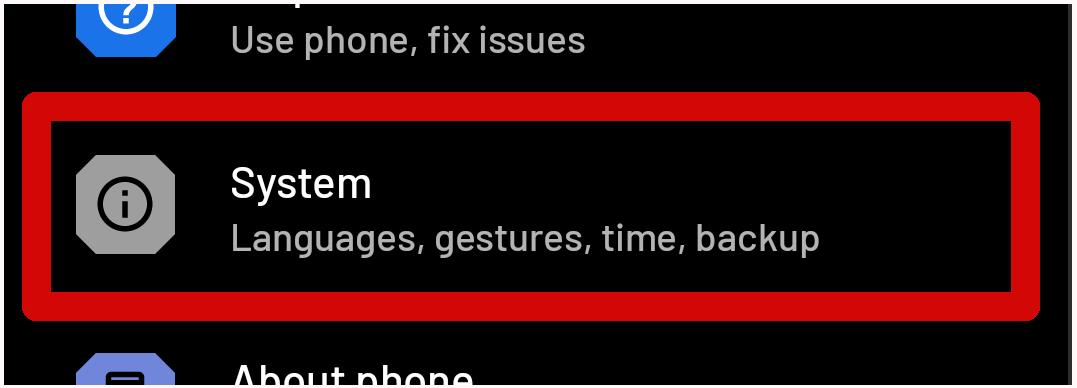 Use phone, fix issues
System
Languages, gestures, time, backup
About phone